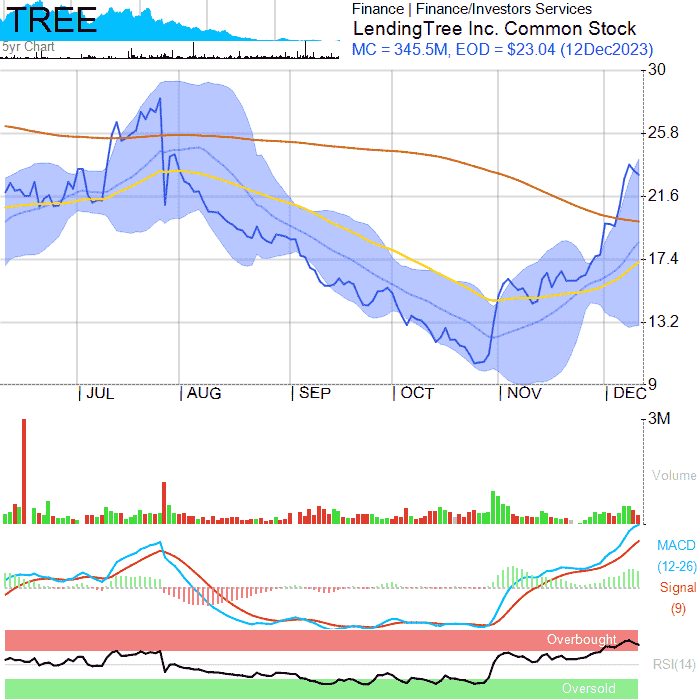 TREE
5yr Chart
Finance | Finance/Investors Services
LendingTree Inc. Common Stock
MC = 345.5M, EOD = $23.04 (12Dec2023)
30
25.8
21.6
17.4
13.2
9
JUL AUG SEP OCT NOV DEC
3M
Volume
MACD
(12-26)
Signal
(9)
Overbought
RSI(14)
Oversold